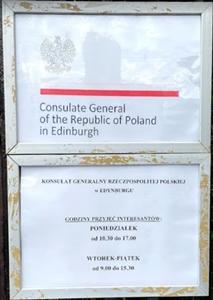 Consulate General
of the Republic of Poland
in Edinburgh
KONSULAT GENERALNY RZECZPOSPOLITEJ POLSKIEJ
w EDYNBURGU
GODZINY PRZYJĘĆ INTERESANTÓW:
PONIEDZIAŁEK
od 10.30 do 17.00
WTOREK-PIĄTEK
od 9.00 do 15.30